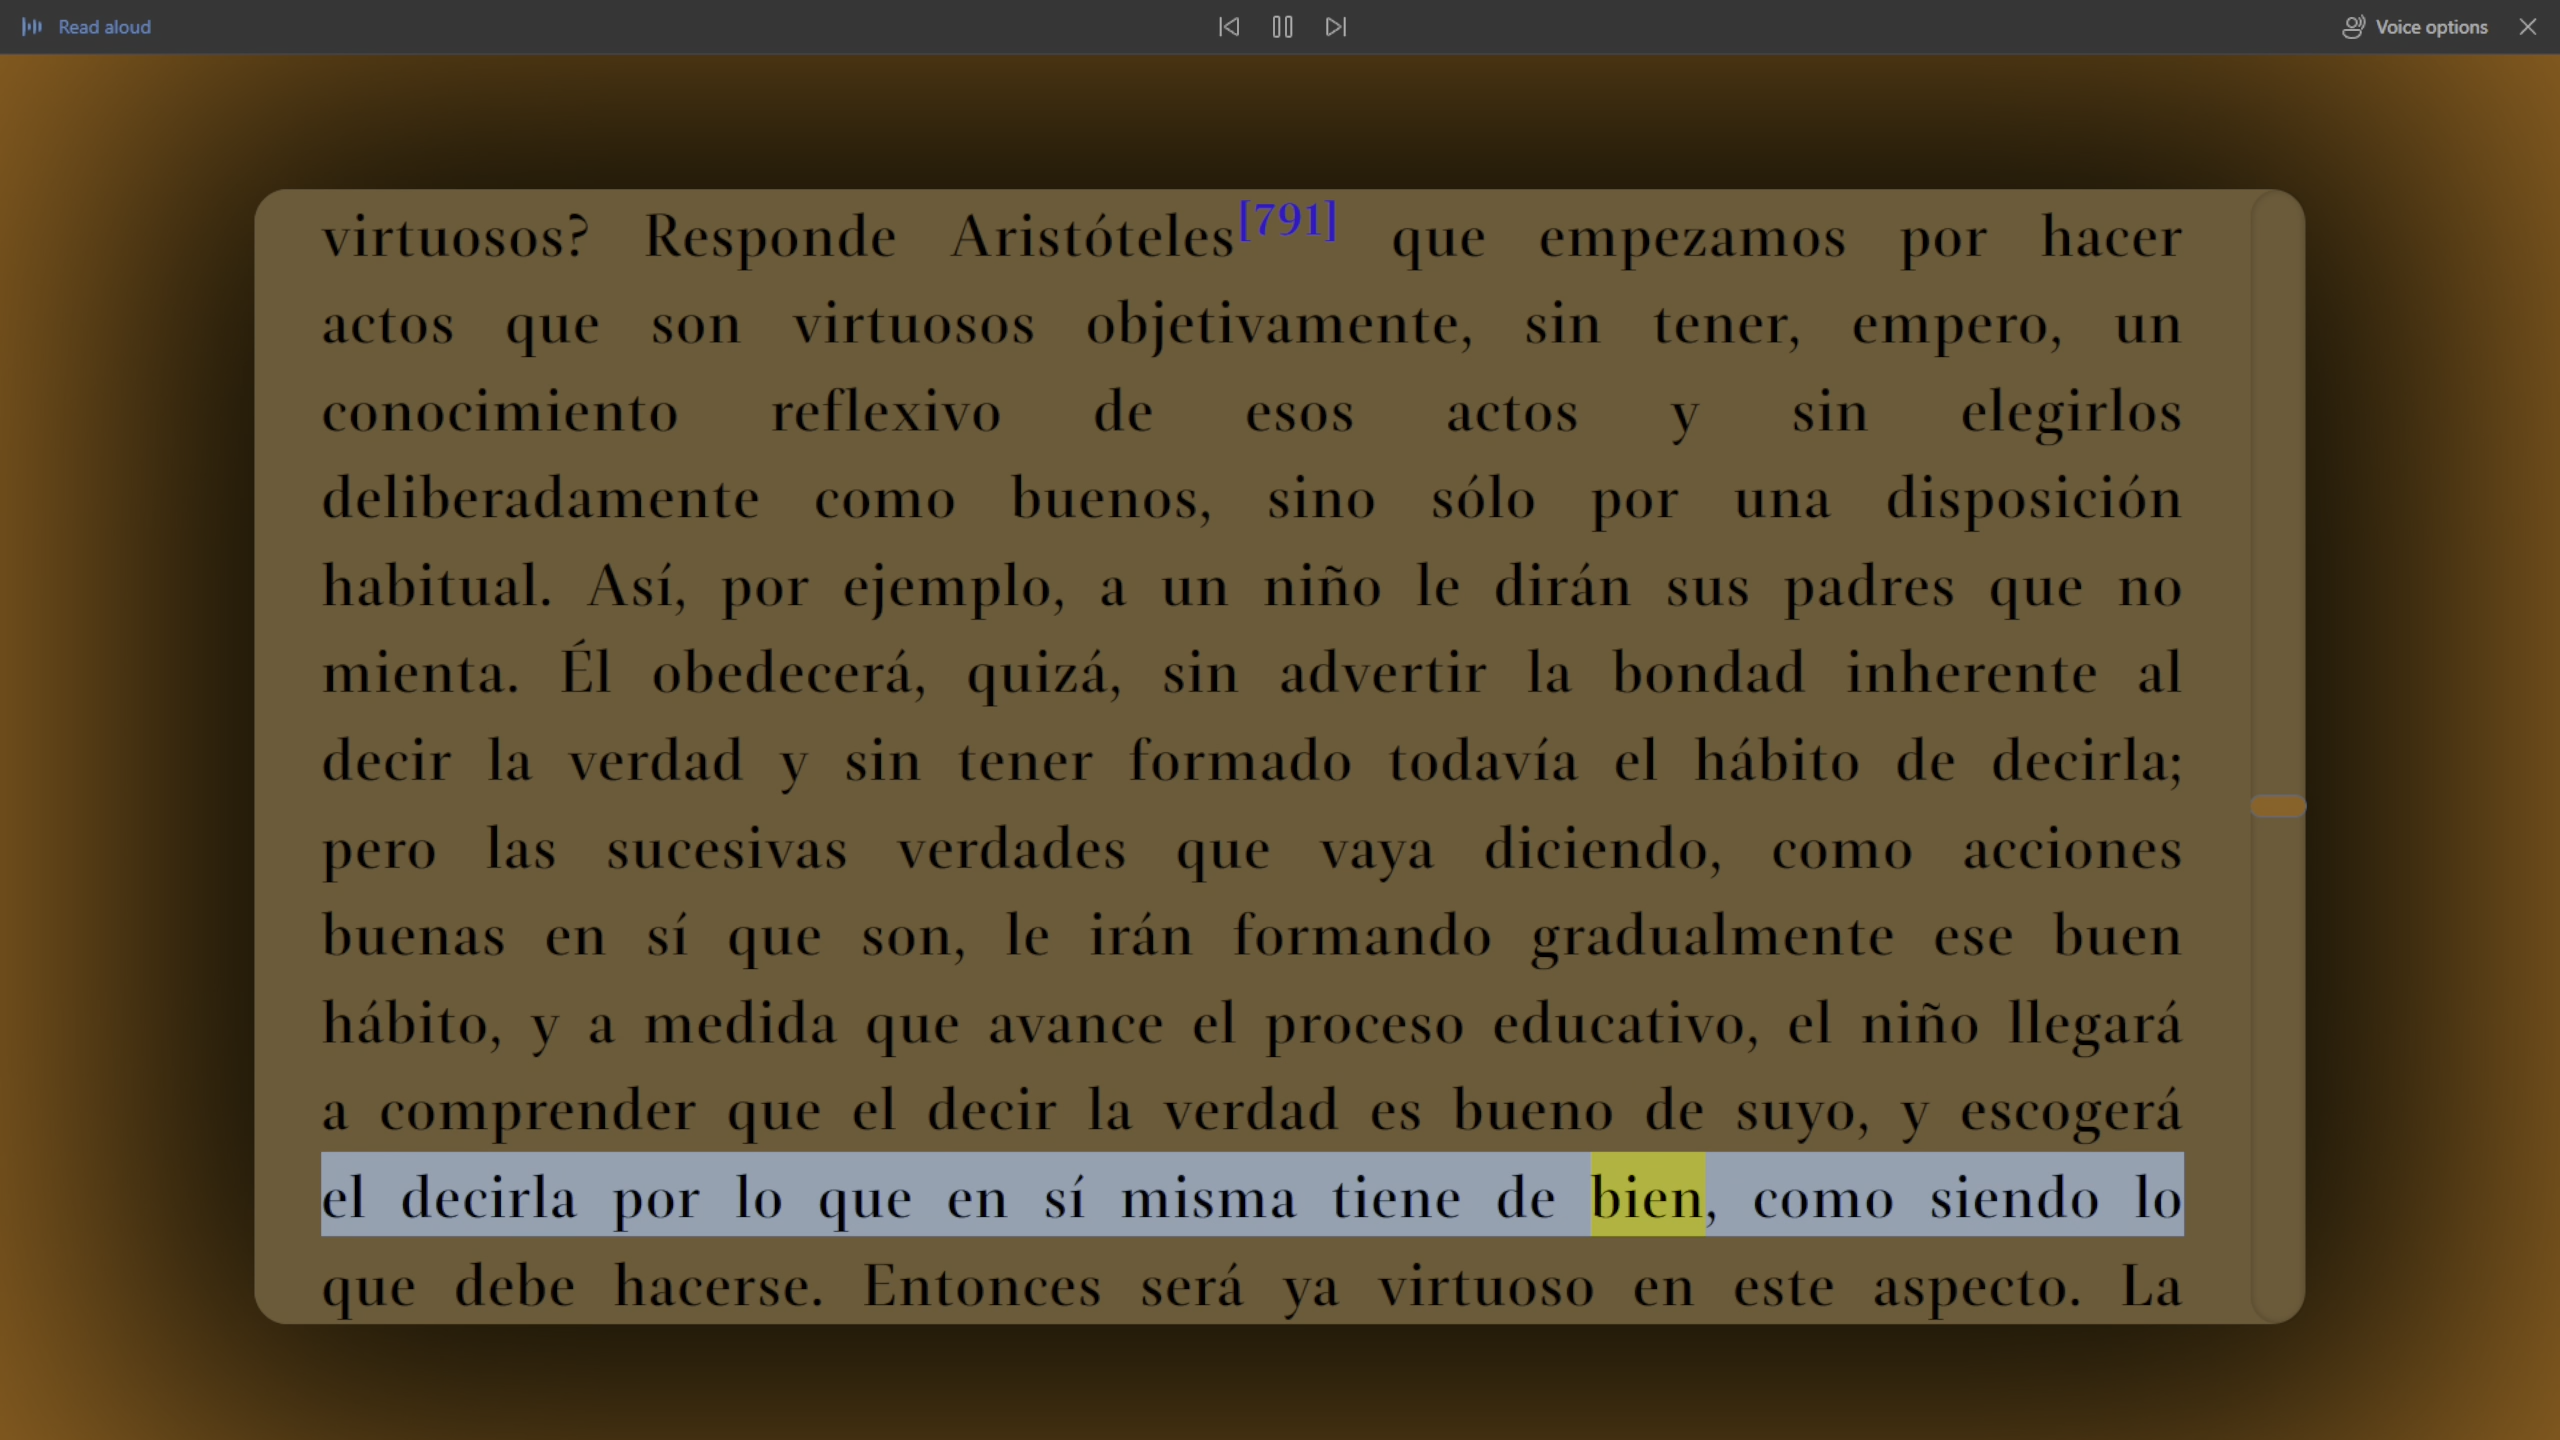 Read aloud
Voice options
virtuosos? Responde Aristóteles[791] que empezamos por hacer
actos que son virtuosos objetivamente, sin tener, empero, un
conocimiento reflexivo de esos actos y sin elegirlos
deliberadamente como buenos, sino sólo por una disposición
habitual. Así, por ejemplo, a un niño le dirán sus padres que no
mienta. Él obedecerá, quizá, sin advertir la bondad inherente al
decir la verdad y sin tener formado todavía el hábito de decirla;
pero las sucesivas verdades que vaya diciendo, como acciones
buenas en sí que son, le irán formando gradualmente ese buen
hábito, y a medida que avance el proceso educativo, el niño llegará
a comprender que el decir la verdad es bueno de suyo, y escogerá
el decirla por lo que en sí misma tiene de bien, como siendo lo
que debe hacerse. Entonces será ya virtuoso en este aspecto. La